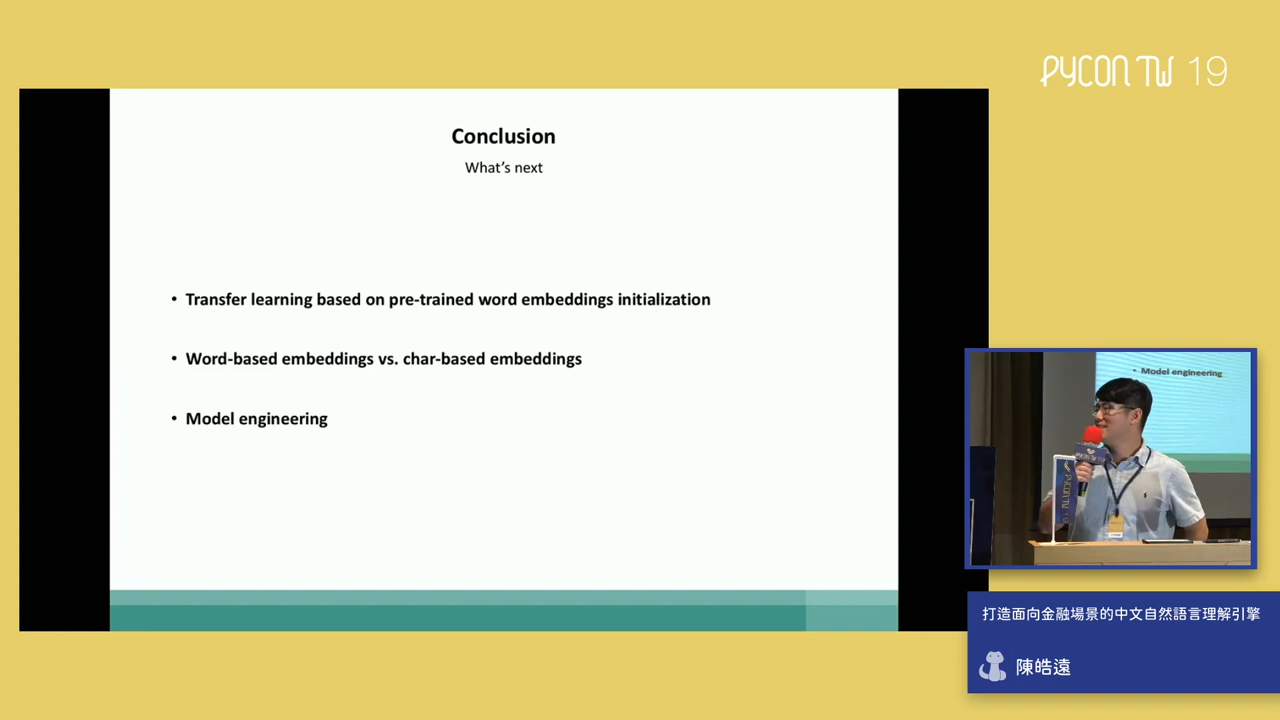 PYCON TW 19
Conclusion
What's next
• Transfer learning based on pre-trained word embeddings initialization
• Word-based embeddings vs. char-based embeddings
• Model engineering
• Model engineering
PYCON TW
打造面向金融場景的中文自然語言理解引擎
陳皓遠